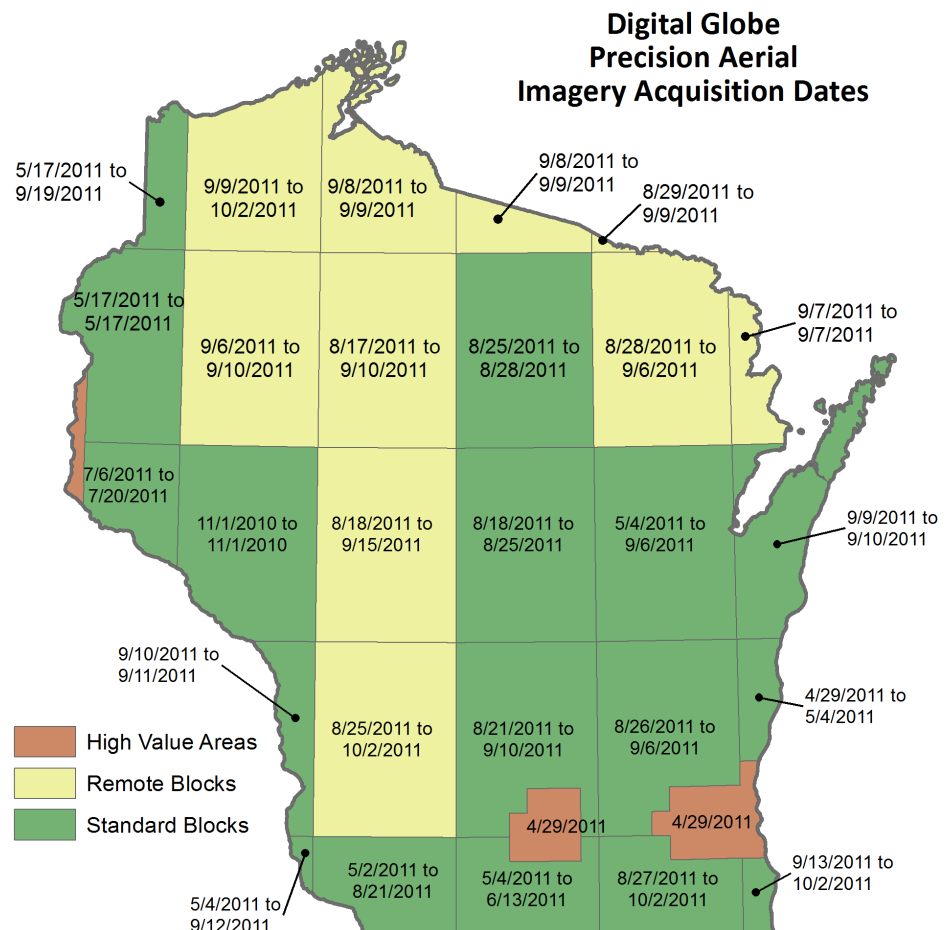 Digital Globe
Precision Aerial
Imagery Acquisition Dates
5/17/2011 to
9/19/2011
9/9/2011 to
10/2/2011
9/8/2011 to
9/9/2011
9/8/2011 to
9/9/2011
8/29/2011 to
9/9/2011
5/17/2011 to
5/17/2011
9/6/2011 to
9/10/2011
8/17/2011 to
9/10/2011
8/25/2011 to
8/28/2011
8/28/2011 to
9/6/2011
9/7/2011 to
9/7/2011
7/6/2011 to
7/20/2011
11/1/2010 to
11/1/2010
8/18/2011 to
9/15/2011
8/18/2011 to
8/25/2011
5/4/2011 to
9/6/2011
9/9/2011 to
9/10/2011
9/10/2011 to
9/11/2011
8/25/2011 to
10/2/2011
8/21/2011 to
9/10/2011
8/26/2011 to
9/6/2011
4/29/2011 to
5/4/2011
High Value Areas
Remote Blocks
Standard Blocks
4/29/2011
4/29/2011
5/4/2011 to
9/12/2011
5/2/2011 to
8/21/2011
5/4/2011 to
6/13/2011
8/27/2011 to
10/2/2011
9/13/2011 to
10/2/2011